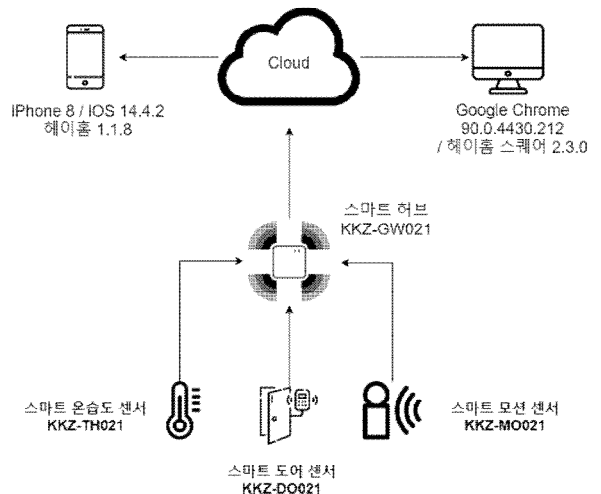 Cloud
iPhone 8 / iOS 14.4.2
헤이홈 1.1.8
Google Chrome
90.0.4430.212
/ 헤이홈 스퀘어 2.3.0
스마트 허브
KKZ-GW021
스마트 온습도 센서
KKZ-TH021
스마트 도어 센서
KKZ-DO021
스마트 모션 센서
KKZ-MO021